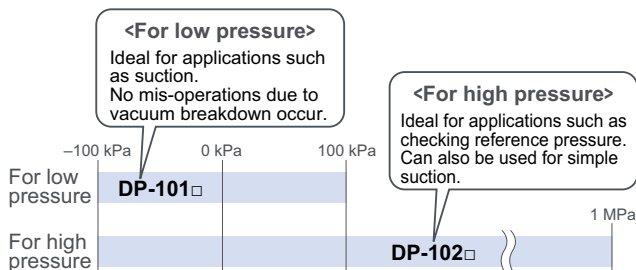 <For low pressure>
Ideal for applications such
as suction.
No mis-operations due to
vacuum breakdown occur.
<For high pressure>
Ideal for applications such as
checking reference pressure.
Can also be used for simple
suction.
–100 kPa 0 kPa 100 kPa
For low
pressure
DP-101□
1 MPa
For high
pressure
DP-102□